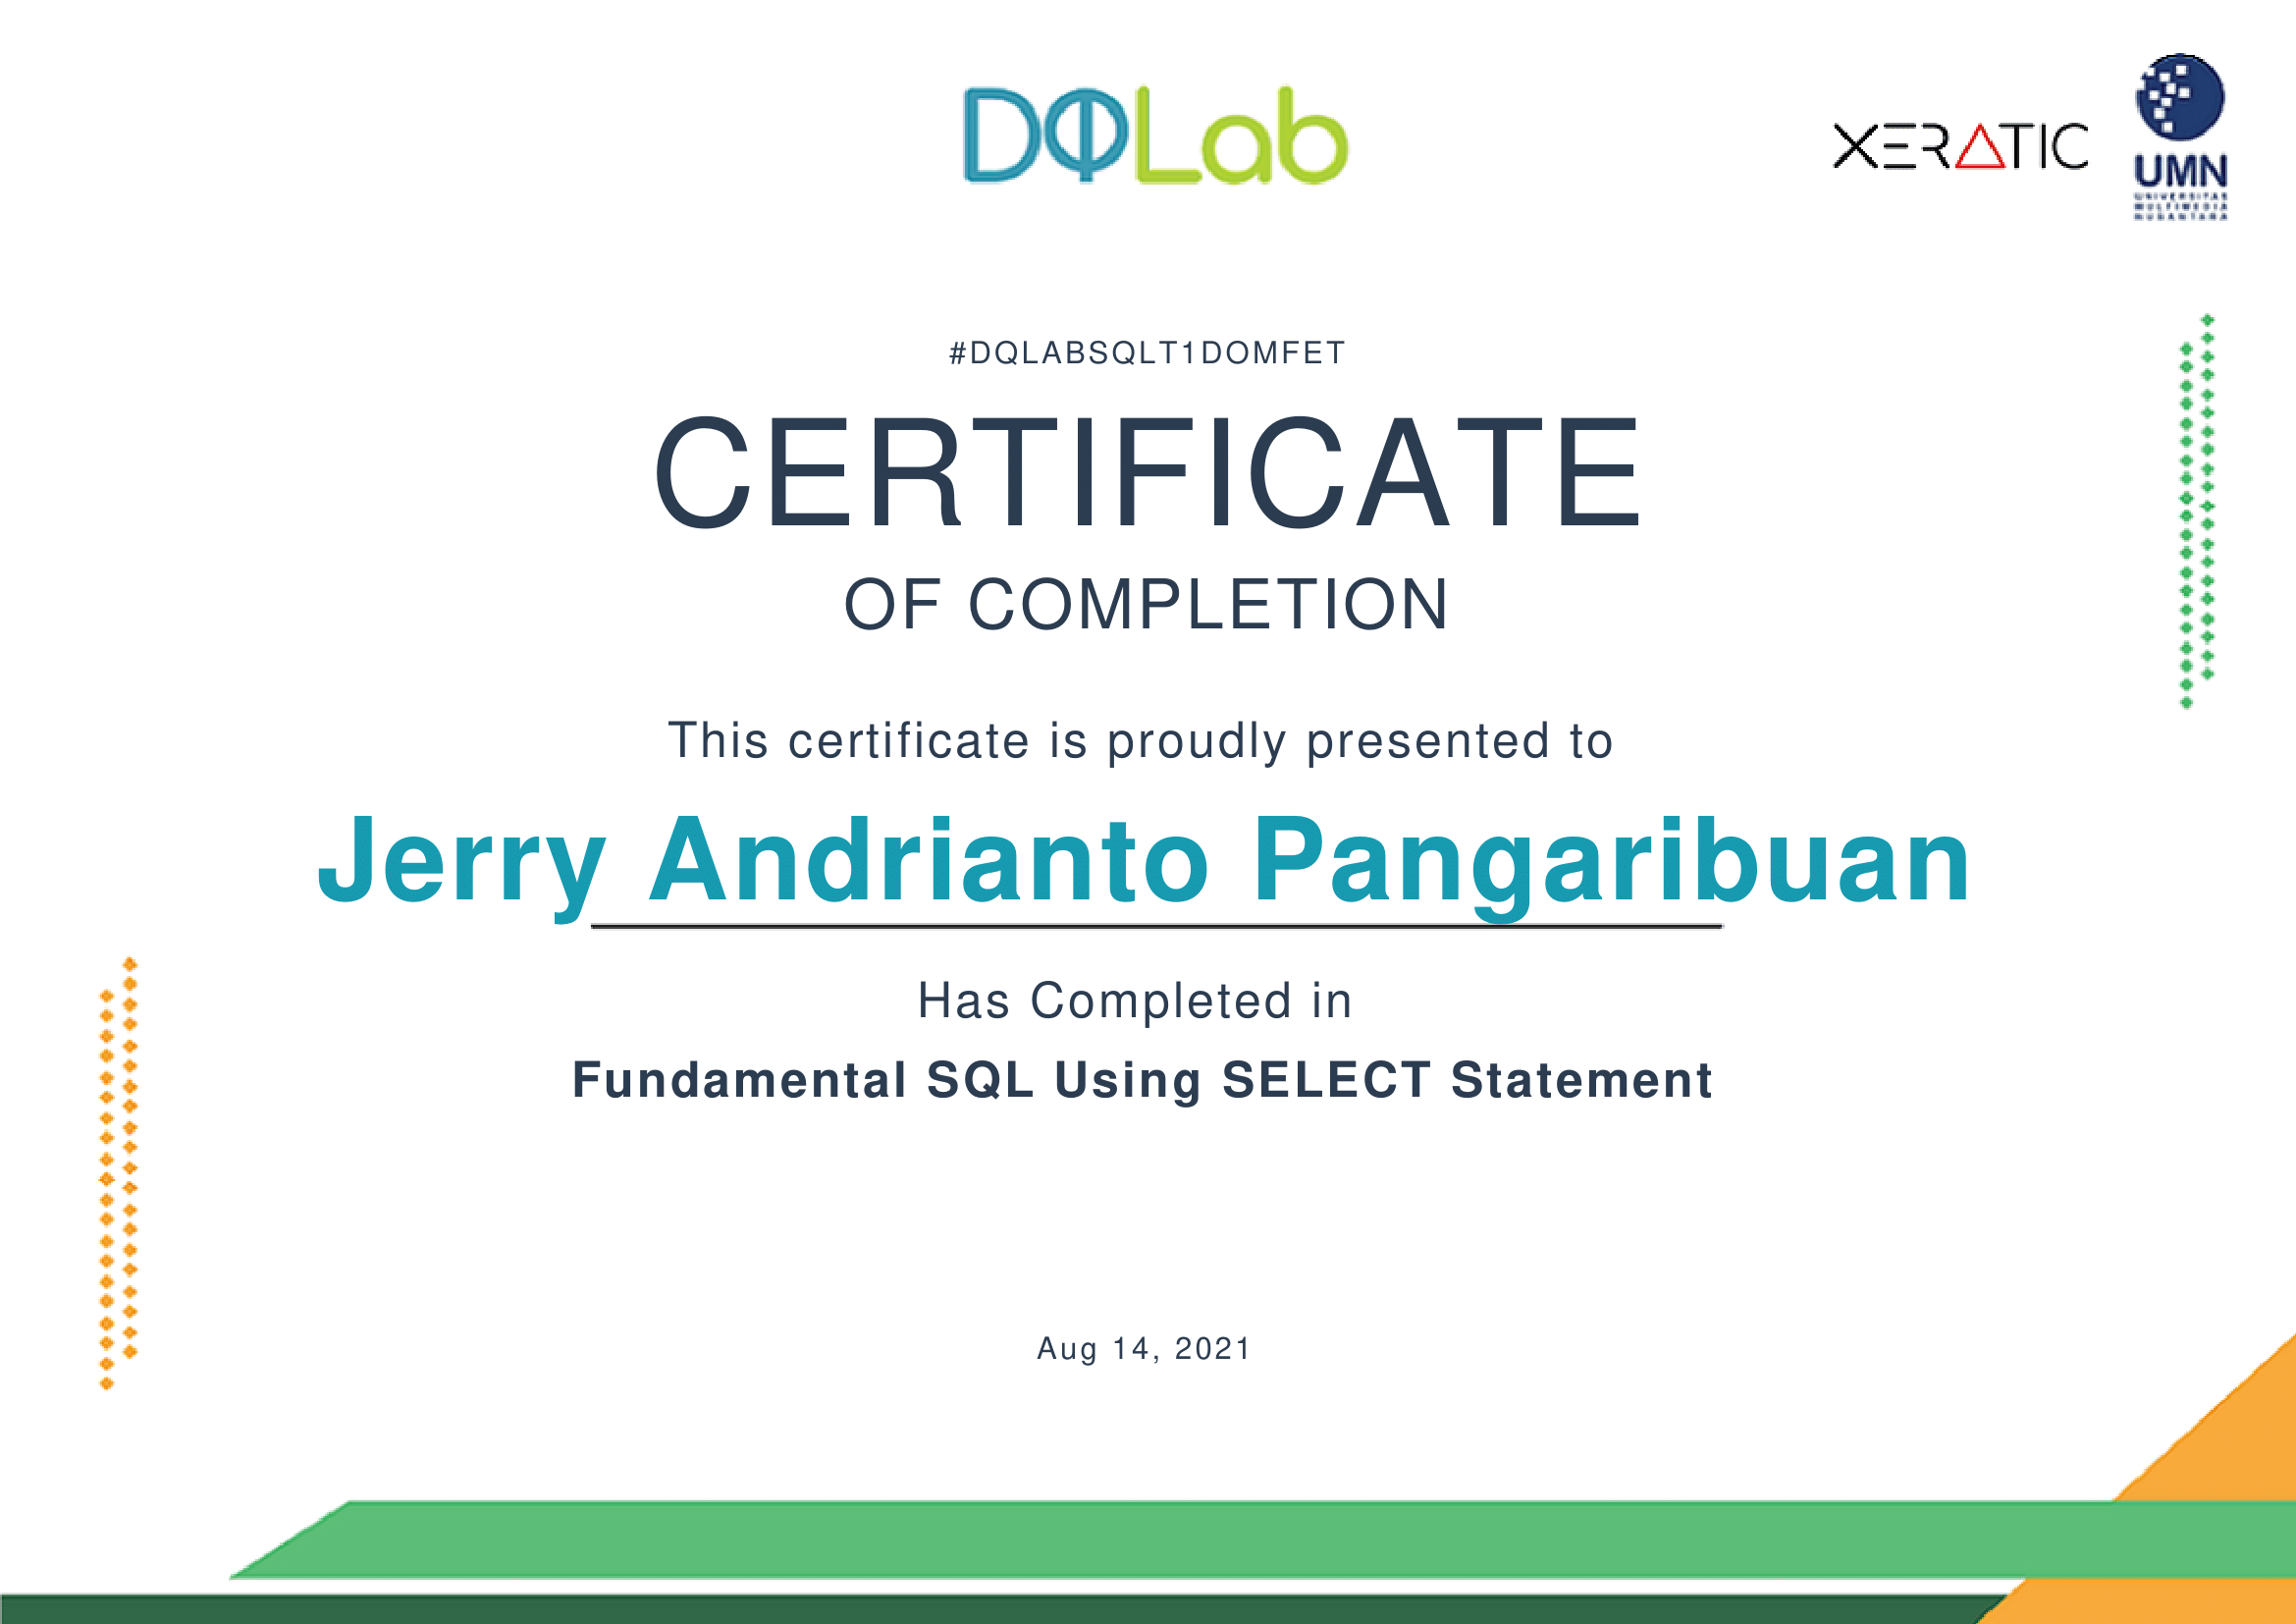 DQLab
XERATIC
UMN
UNIVERSITAS
MULTIMEDIA
NUSANTARA
#DQLABSQLT1DOMFET
CERTIFICATE
OF COMPLETION
This certificate is proudly presented to
Jerry Andrianto Pangaribuan
Has Completed in
Fundamental SQL Using SELECT Statement
Aug 14, 2021